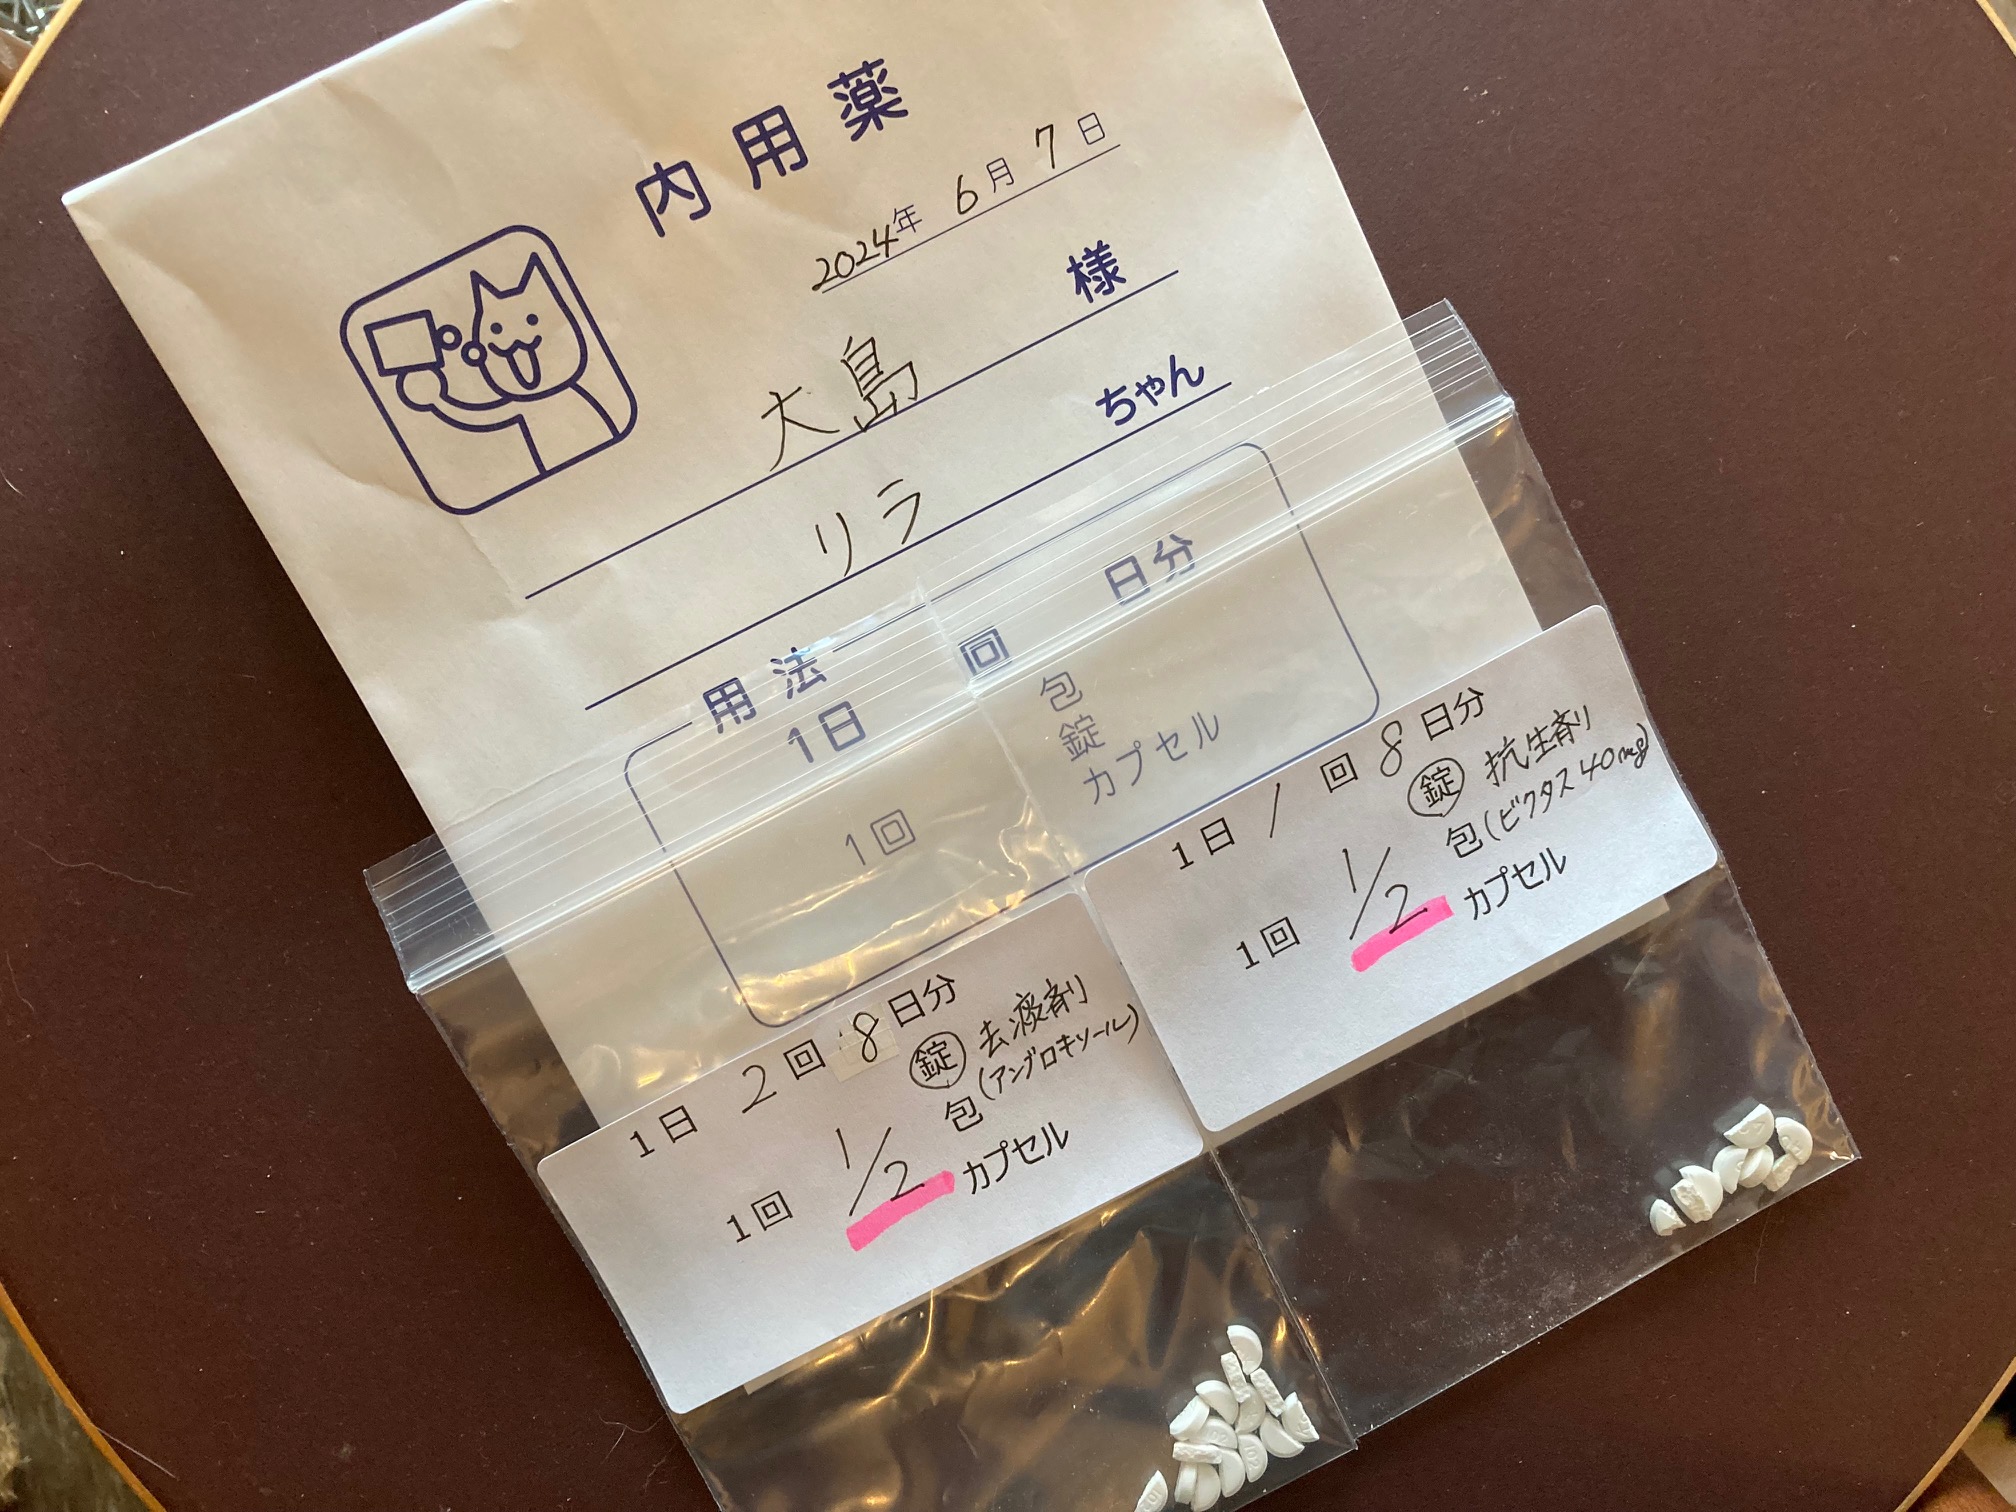 内用薬
2024年 6月 7日
大島 様
リラ ちゃん
用法
1日 回 日分
1回 包
錠
カプセル
1日 2回 8日分
錠 去痰剤
1回 1/2 包 (アンブロキソール)
カプセル
1日 1回 8日分
錠 抗生剤
1回 1/2 包 (ビクタス40mg)
カプセル